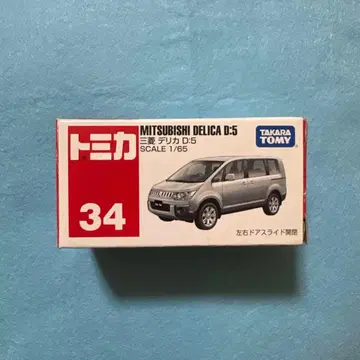 トミカ
34
MITSUBISHI DELICA D:5
三菱 デリカ D:5
SCALE 1/65
TAKARA
TOMY
左右ドアスライド開閉